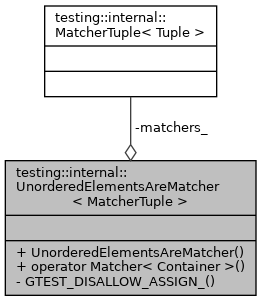 testing::internal::
MatcherTuple< Tuple >
-matchers_
testing::internal::
UnorderedElementsAreMatcher
< MatcherTuple >
+ UnorderedElementsAreMatcher()
+ operator Matcher< Container >()
- GTEST_DISALLOW_ASSIGN_()